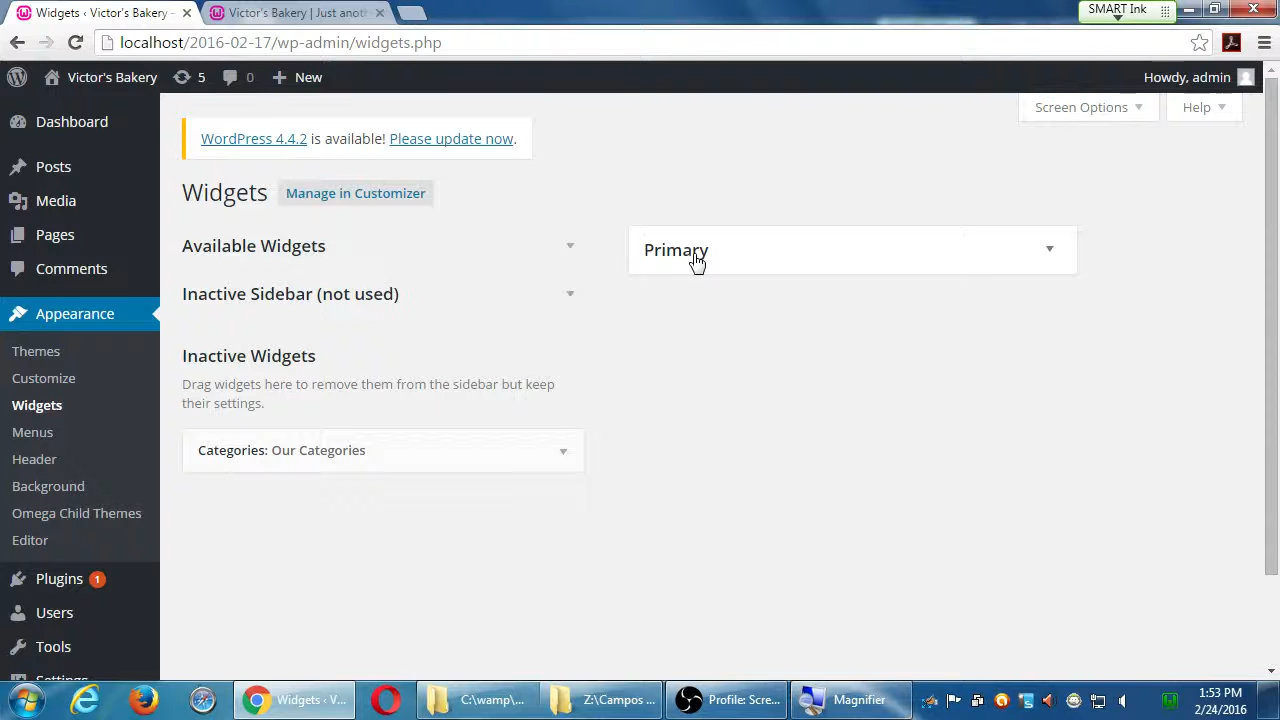 Widgets ‹ Victor's Bakery -
Victor's Bakery | Just anoth
SMART Ink
localhost/2016-02-17/wp-admin/widgets.php
Victor's Bakery
5
0
New
Howdy, admin
Screen Options
Help
Dashboard
Posts
Media
Pages
Comments
Appearance
Themes
Customize
Widgets
Menus
Header
Background
Omega Child Themes
Editor
Plugins 1
Users
Tools
Settings
WordPress 4.4.2 is available! Please update now.
Widgets
Manage in Customizer
Available Widgets
Inactive Sidebar (not used)
Inactive Widgets
Drag widgets here to remove them from the sidebar but keep
their settings.
Categories: Our Categories
Primary
Widgets ‹ V...
C:\wamp\...
Z:\Campos ...
Profile: Scre...
Magnifier
1:53 PM
2/24/2016